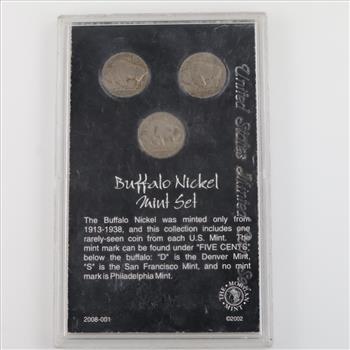 United States Minted
Buffalo Nickel
Mint Set
The Buffalo Nickel was minted only from
1913-1938, and this collection includes one
rarely-seen coin from each U.S. Mint. The
mint mark can be found under "FIVE CENTS",
below the buffalo: "D" is the Denver Mint,
"S" is the San Francisco Mint, and no mint
mark is Philadelphia Mint.
THE MORGAN
MINT
2008-001
©2002